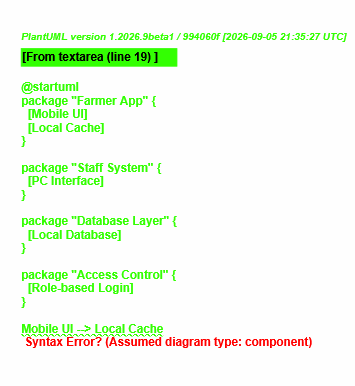 PlantUML version 1.2026.9beta1 / 994060f [2026-09-05 21:35:27 UTC]
[From textarea (line 19) ]
@startuml
package "Farmer App" {
[Mobile UI]
[Local Cache]
}
package "Staff System" {
[PC Interface]
}
package "Database Layer" {
[Local Database]
}
package "Access Control" {
[Role-based Login]
}
Mobile UI --> Local Cache
Syntax Error? (Assumed diagram type: component)